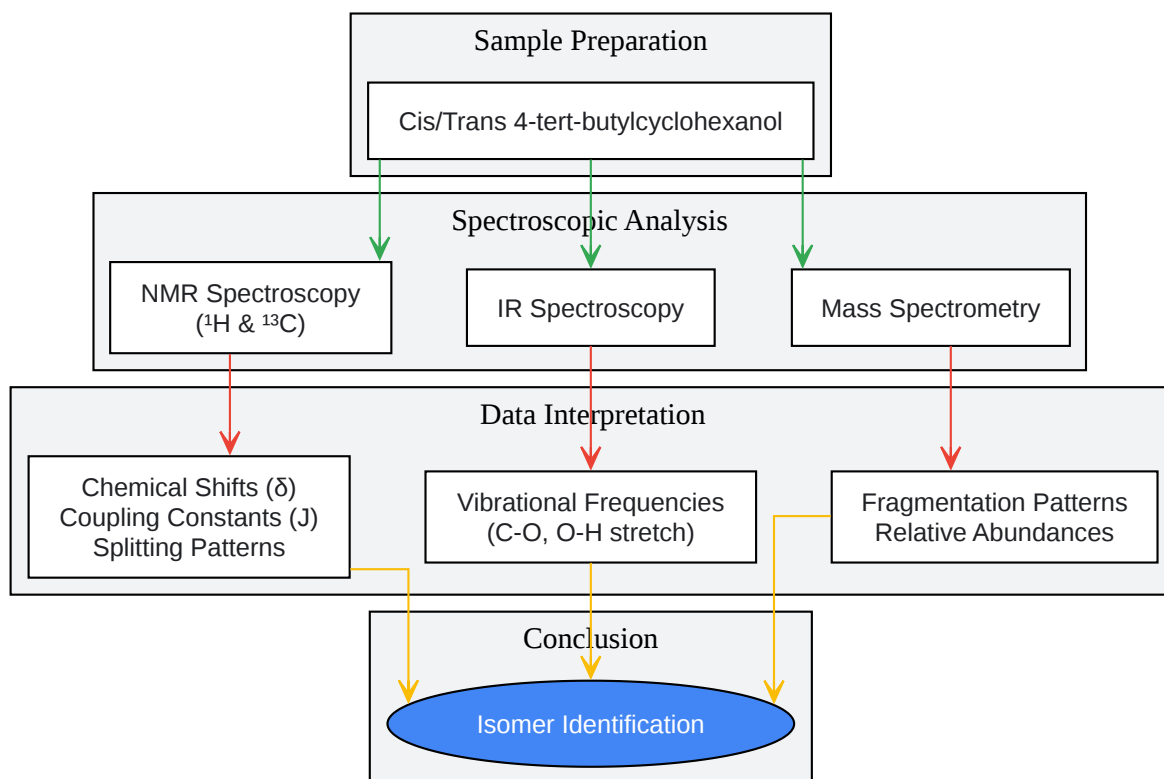 Sample Preparation
Cis/Trans 4-tert-butylcyclohexanol
Spectroscopic Analysis
NMR Spectroscopy
(¹H & ¹³C)
IR Spectroscopy
Mass Spectrometry
Data Interpretation
Chemical Shifts (δ)
Coupling Constants (J)
Splitting Patterns
Vibrational Frequencies
(C-O, O-H stretch)
Fragmentation Patterns
Relative Abundances
Conclusion
Isomer Identification